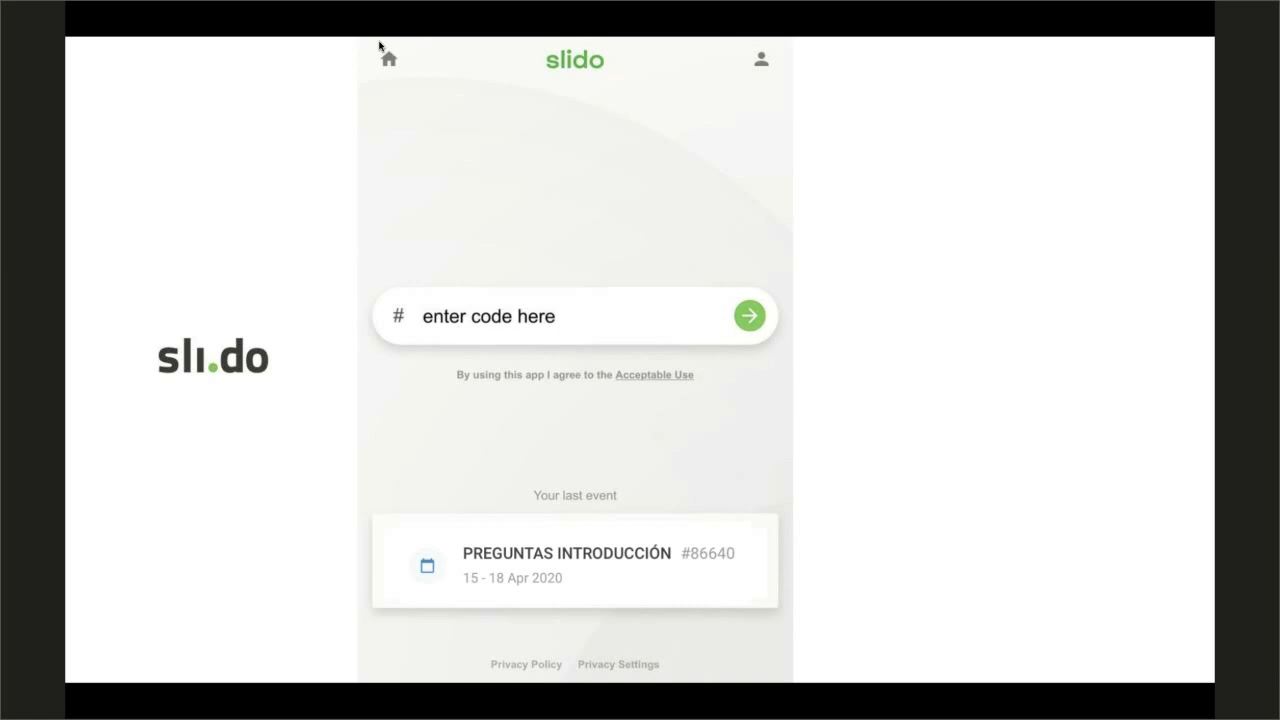 slido
# enter code here
sli.do
By using this app I agree to the Acceptable Use
Your last event
PREGUNTAS INTRODUCCIÓN #86640
15 - 18 Apr 2020
Privacy Policy Privacy Settings